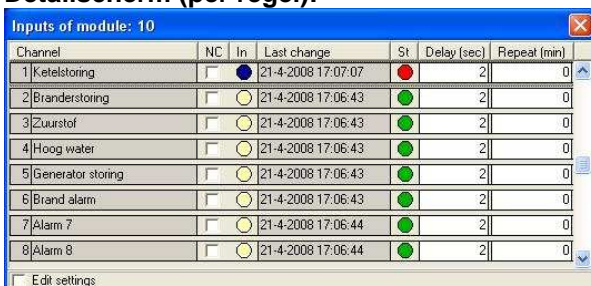 Detailscherm (per regel):
Inputs of module: 10
Channel NC In Last change St Delay (sec) Repeat (min)
1 Ketelstoring 21-4-2008 17:07:07 2 0
2 Branderstoring 21-4-2008 17:06:43 2 0
3 Zuurstof 21-4-2008 17:06:43 2 0
4 Hoog water 21-4-2008 17:06:43 2 0
5 Generator storing 21-4-2008 17:06:43 2 0
6 Brand alarm 21-4-2008 17:06:43 2 0
7 Alarm 7 21-4-2008 17:06:44 2 0
8 Alarm 8 21-4-2008 17:06:44 2 0
Edit settings